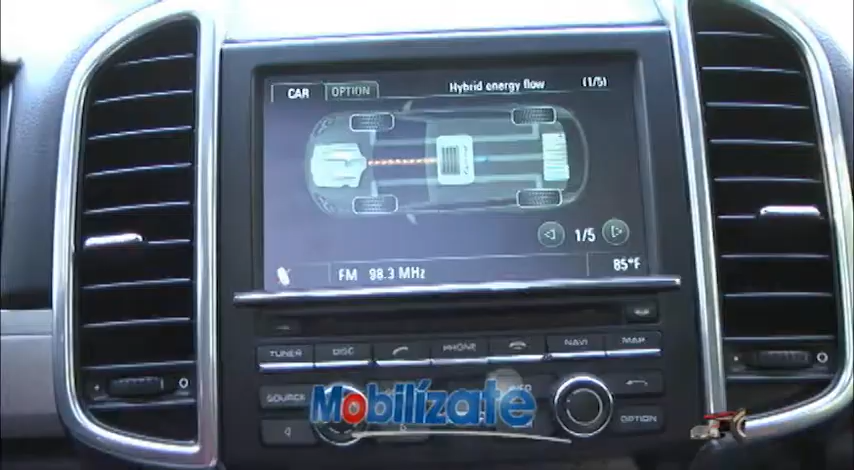 CAR OPTION Hybrid energy flow (1/5)
1/5
FM 98.3 MHz 85°F
TUNER DISC PHONE NAVI MAP
SOURCE
Mobilízate
OPTION